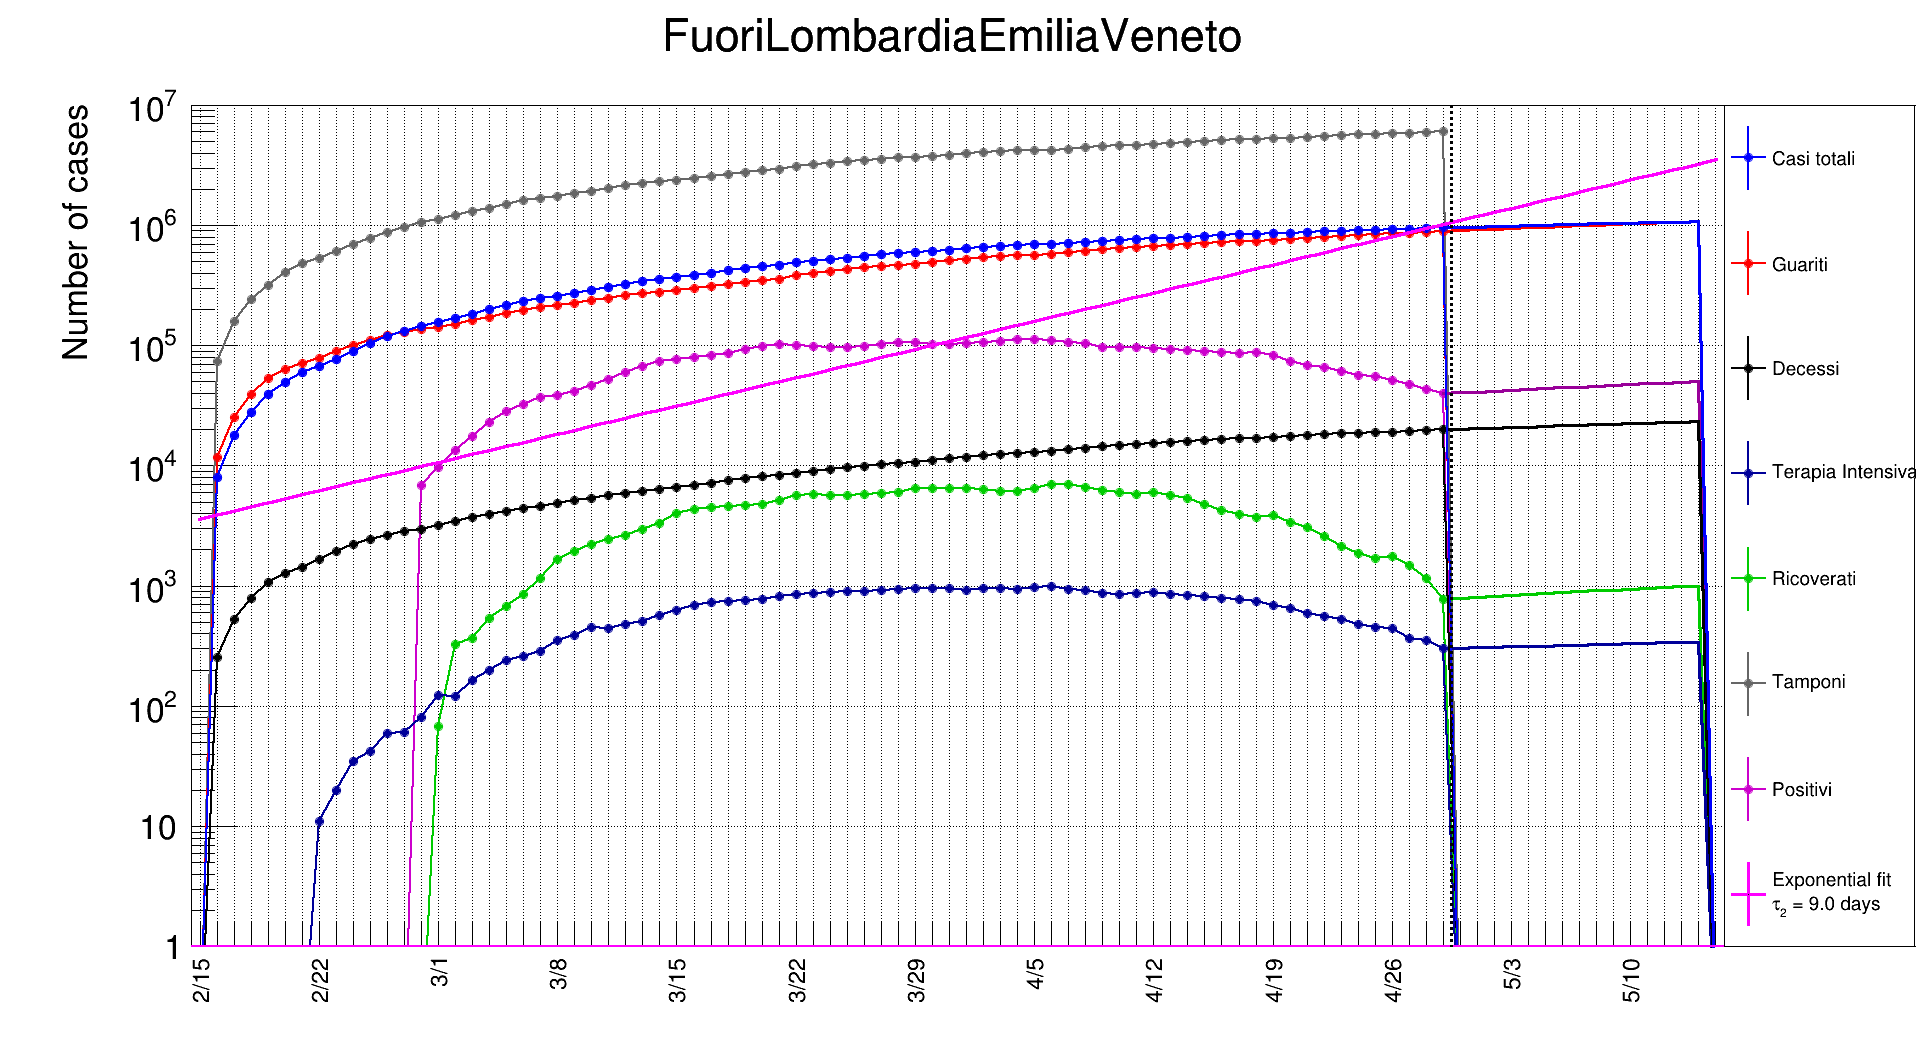 FuoriLombardiaEmiliaVeneto
Number of cases
10^7
10^6
10^5
10^4
10^3
10^2
10
1
2/15
2/22
3/1
3/8
3/15
3/22
3/29
4/5
4/12
4/19
4/26
5/3
5/10
Casi totali
Guariti
Decessi
Terapia Intensiva
Ricoverati
Tamponi
Positivi
Exponential fit
τ_2 = 9.0 days